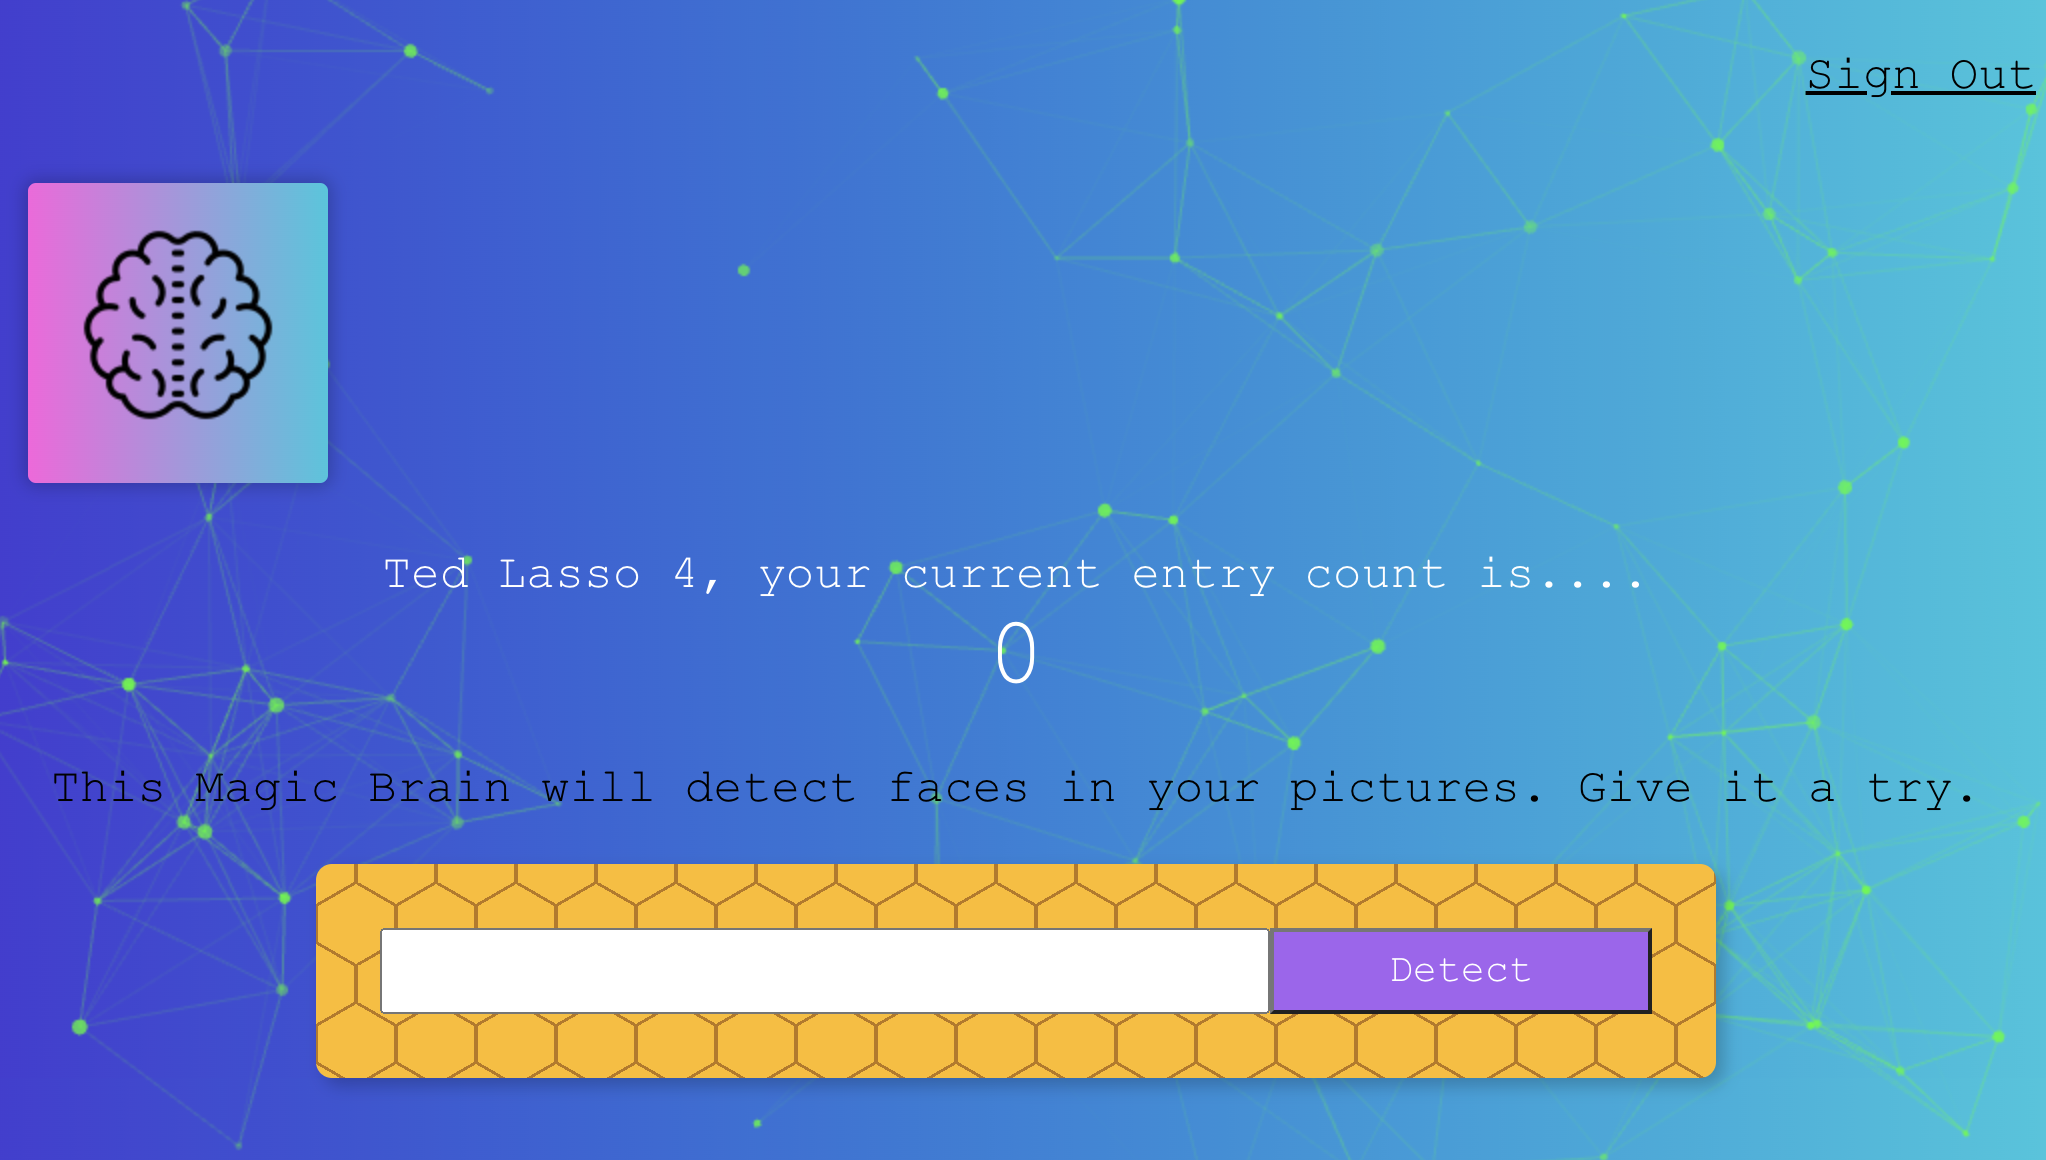 Sign Out
Ted Lasso 4, your current entry count is....
0
This Magic Brain will detect faces in your pictures. Give it a try.
Detect